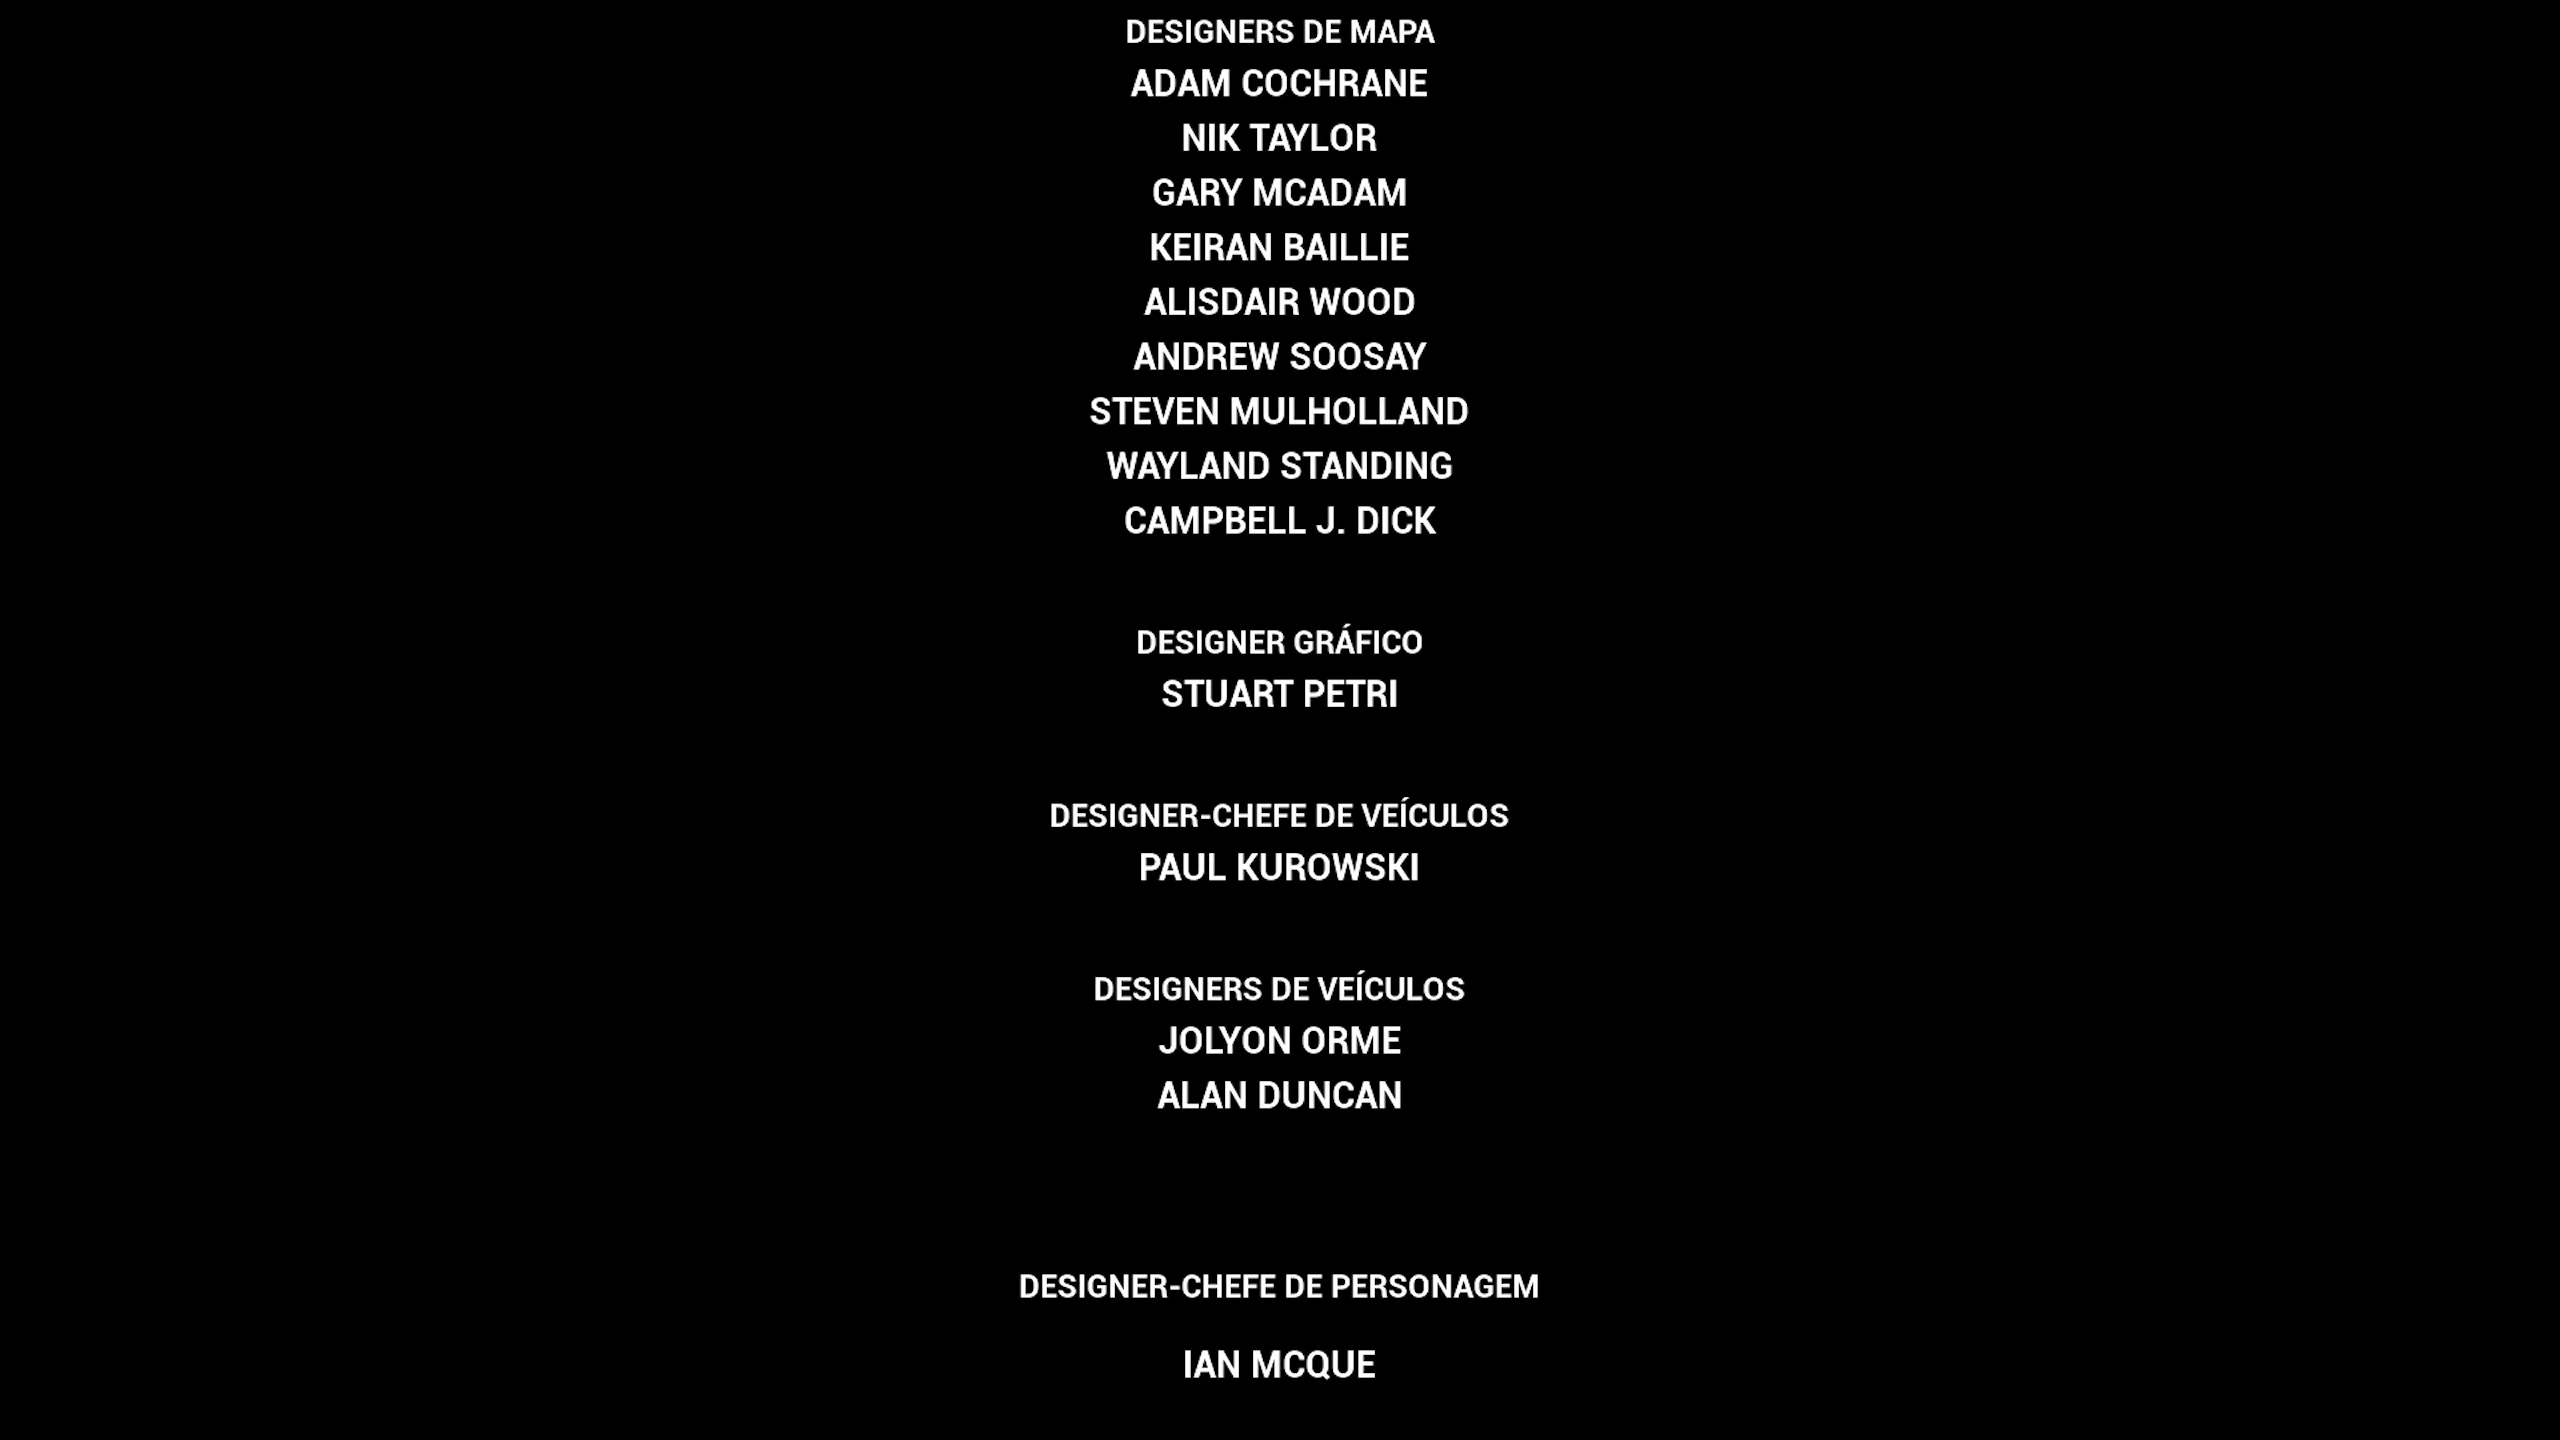 DESIGNERS DE MAPA
ADAM COCHRANE
NIK TAYLOR
GARY MCADAM
KEIRAN BAILLIE
ALISDAIR WOOD
ANDREW SOOSAY
STEVEN MULHOLLAND
WAYLAND STANDING
CAMPBELL J. DICK
DESIGNER GRÁFICO
STUART PETRI
DESIGNER-CHEFE DE VEÍCULOS
PAUL KUROWSKI
DESIGNERS DE VEÍCULOS
JOLYON ORME
ALAN DUNCAN
DESIGNER-CHEFE DE PERSONAGEM
IAN MCQUE